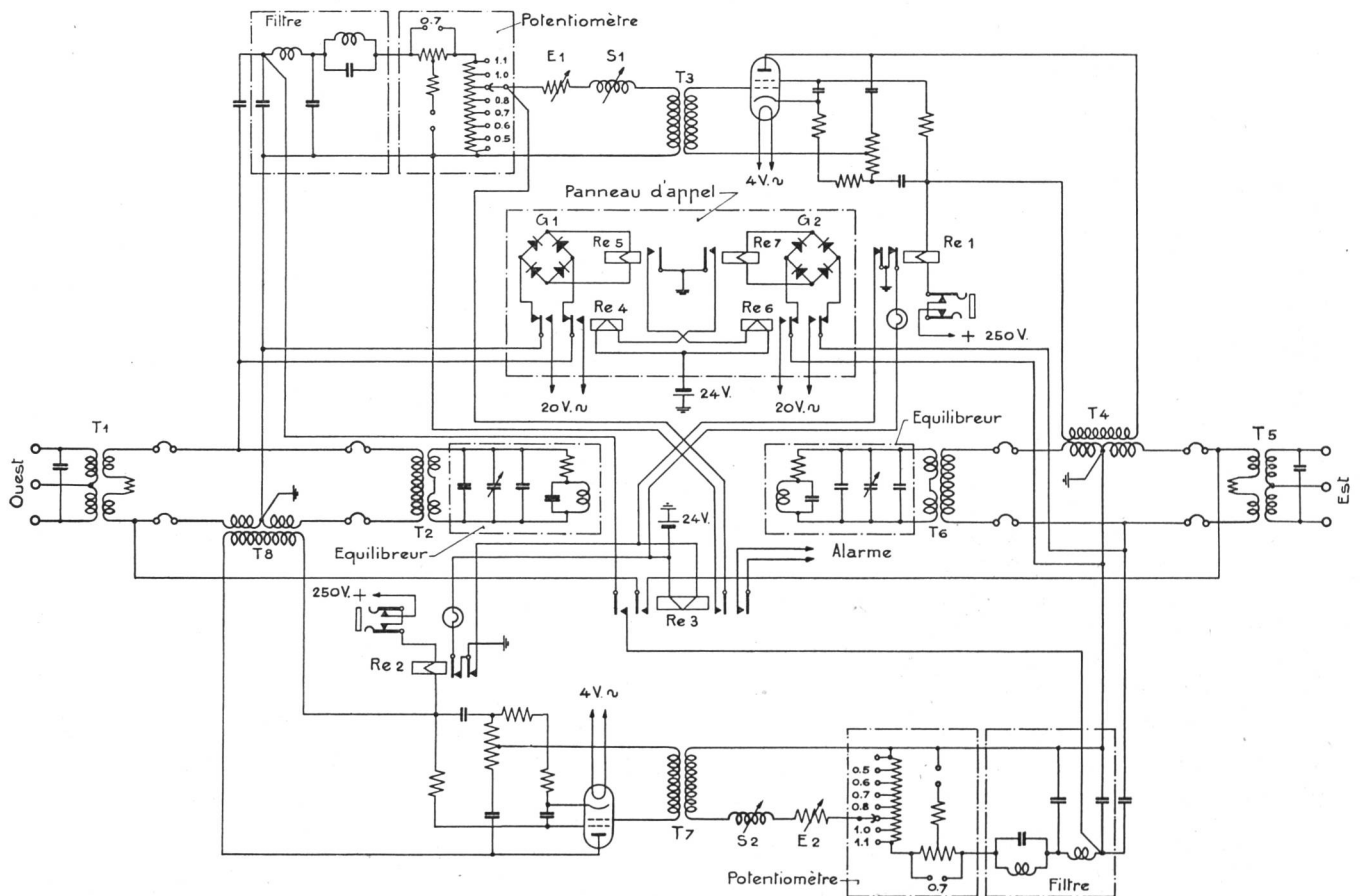 Filtre
Potentiomètre
0.7
1.1
1.0
0.8
0.7
0.6
0.5
E1
S1
T3
4V.~
Panneau d'appel
G1
G2
Re 5
Re 7
Re 1
Re 4
Re 6
+ 250V.
20V.~
24V.
20V.~
Equilibreur
T1
T4
T5
Ouest
Est
T2
T6
T8
Equilibreur
24V.
Alarme
250V. +
Re 3
Re 2
4V.~
T7
S2
E2
0.5
0.6
0.7
0.8
1.0
1.1
0.7
Potentiomètre
Filtre